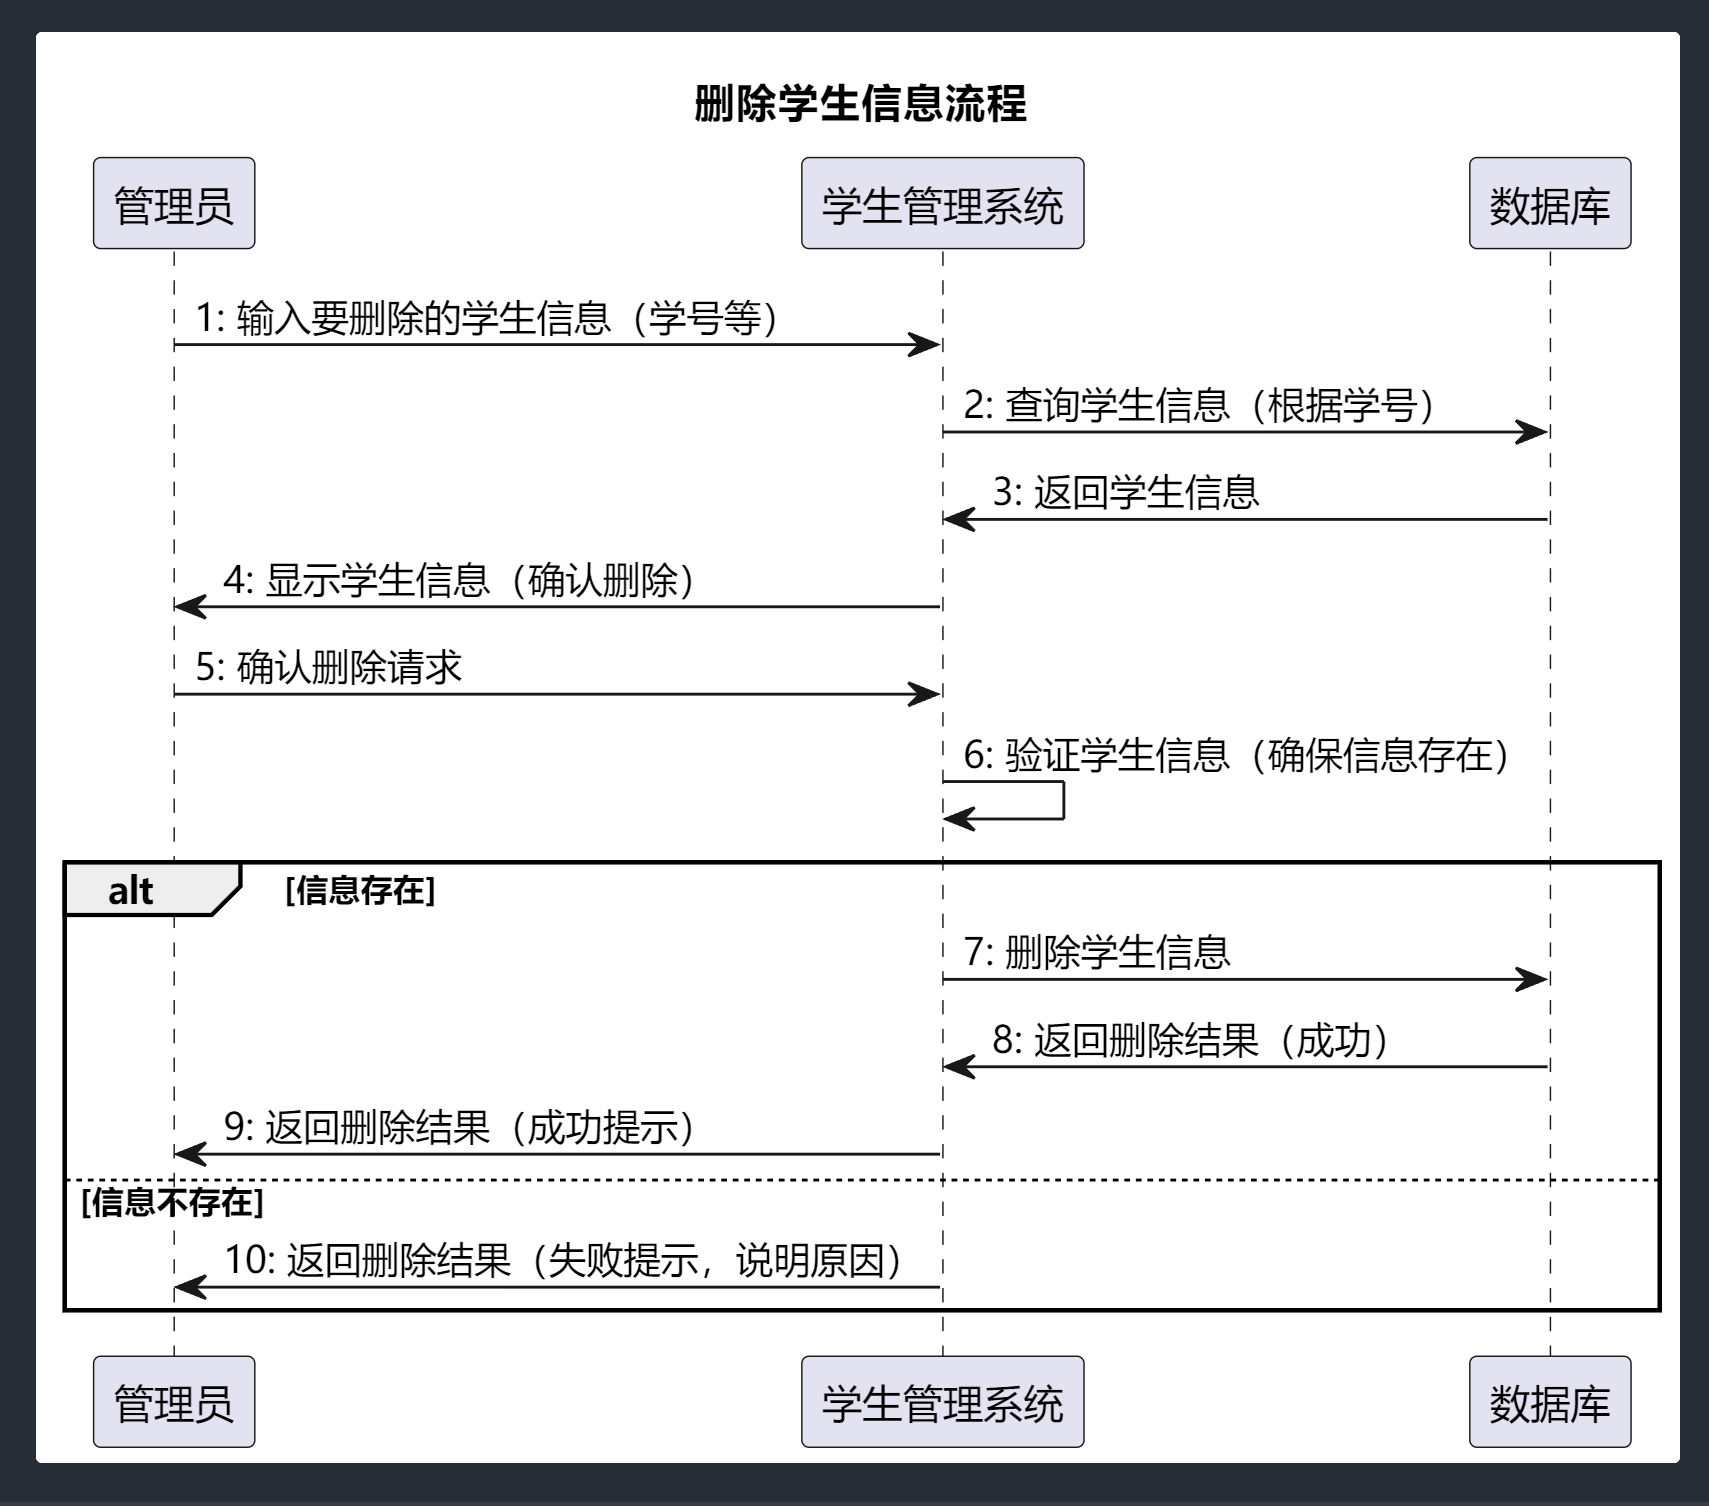 删除学生信息流程
管理员
学生管理系统
数据库
1: 输入要删除的学生信息（学号等）
2: 查询学生信息（根据学号）
3: 返回学生信息
4: 显示学生信息（确认删除）
5: 确认删除请求
6: 验证学生信息（确保信息存在）
alt
[信息存在]
7: 删除学生信息
8: 返回删除结果（成功）
9: 返回删除结果（成功提示）
[信息不存在]
10: 返回删除结果（失败提示，说明原因）
管理员
学生管理系统
数据库